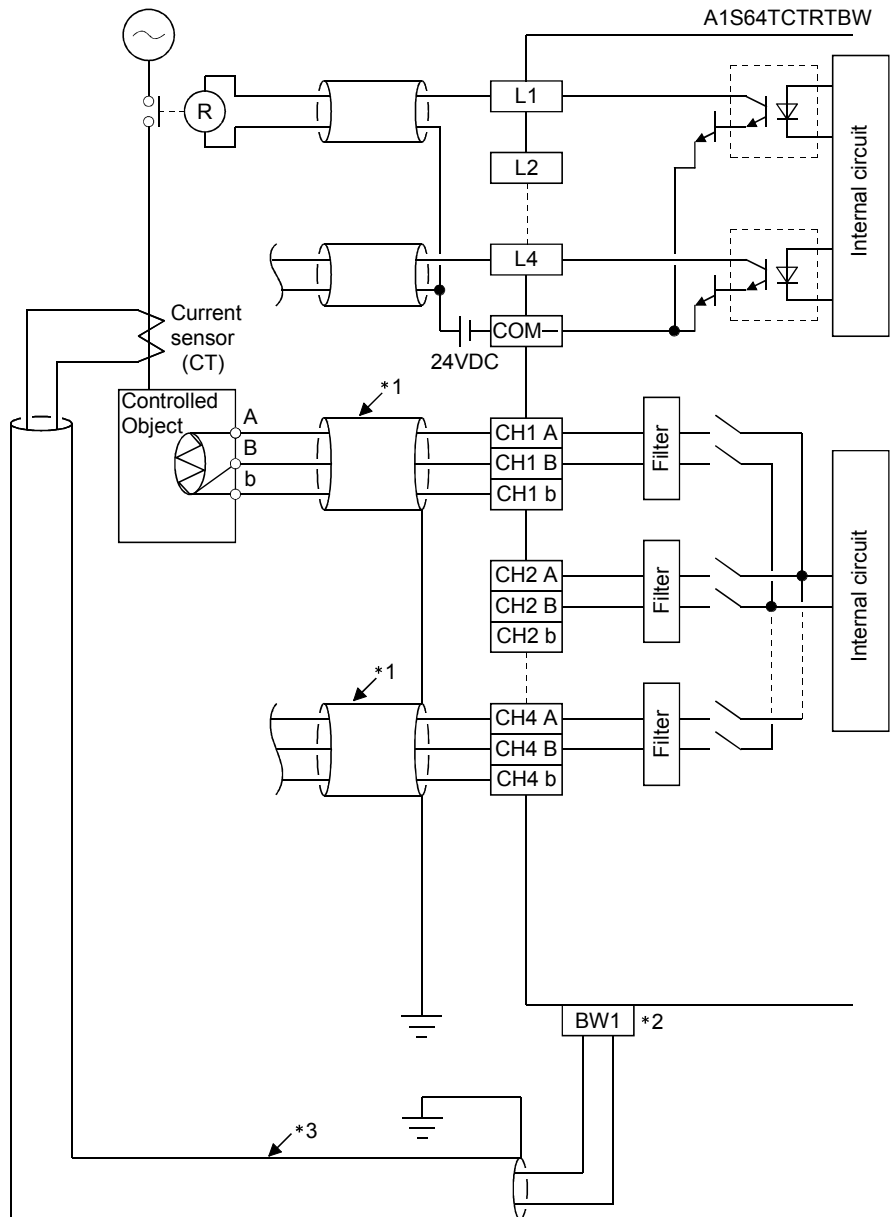 A1S64TCTRTBW
R
L1
L2
L4
COM−
24VDC
Internal circuit
Current
sensor
(CT)
Controlled
Object
A
B
b
*1
CH1 A
CH1 B
CH1 b
Filter
CH2 A
CH2 B
CH2 b
Filter
Internal circuit
*1
CH4 A
CH4 B
CH4 b
Filter
BW1
*2
*3